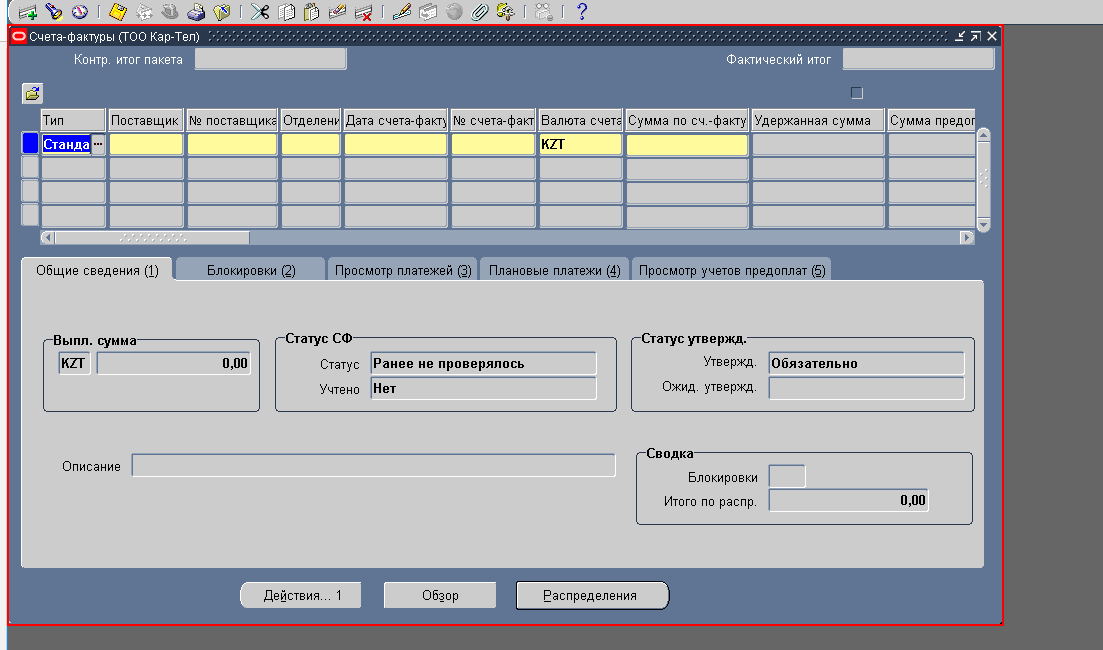 Счета-фактуры (ТОО Кар-Тел)
Контр. итог пакета Фактический итог
Тип Поставщик № поставщика Отделени Дата счета-факту № счета-факт Валюта счета Сумма по сч.-факту Удержанная сумма Сумма предоп
Станда ... KZT
Общие сведения (1) Блокировки (2) Просмотр платежей (3) Плановые платежи (4) Просмотр учетов предоплат (5)
Выпл. сумма Статус СФ Статус утвержд.
KZT 0,00 Статус Ранее не проверялось Утвержд. Обязательно
Учтено Нет Ожид. утвержд.
Сводка
Описание Блокировки
Итого по распр. 0,00
Действия... 1 Обзор Распределения